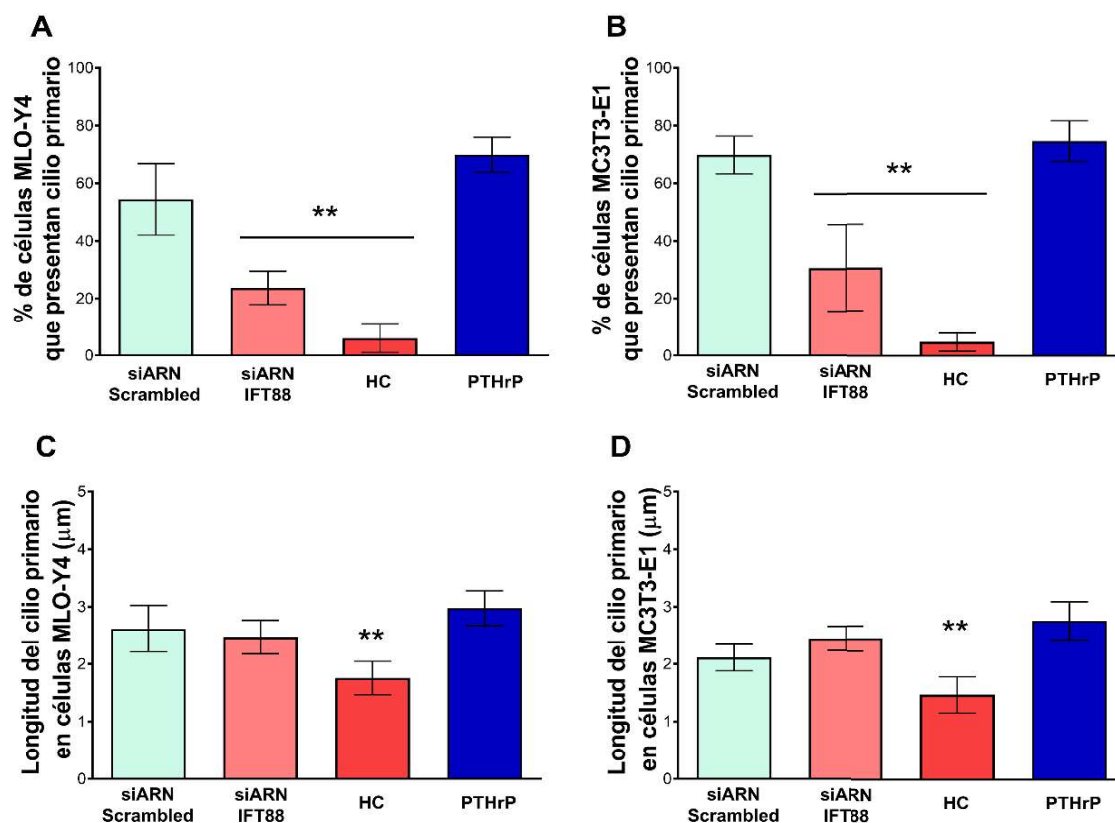 A
% de células MLO-Y4
que presentan cilio primario
100
80
60
40
20
0
**
siARN
Scrambled
siARN
IFT88
HC
PTHrP
B
% de células MC3T3-E1
que presentan cilio primario
100
80
60
40
20
0
**
siARN
Scrambled
siARN
IFT88
HC
PTHrP
C
Longitud del cilio primario
en células MLO-Y4 (μm)
5
4
3
2
1
0
**
siARN
Scrambled
siARN
IFT88
HC
PTHrP
D
Longitud del cilio primario
en células MC3T3-E1 (μm)
5
4
3
2
1
0
**
siARN
Scrambled
siARN
IFT88
HC
PTHrP